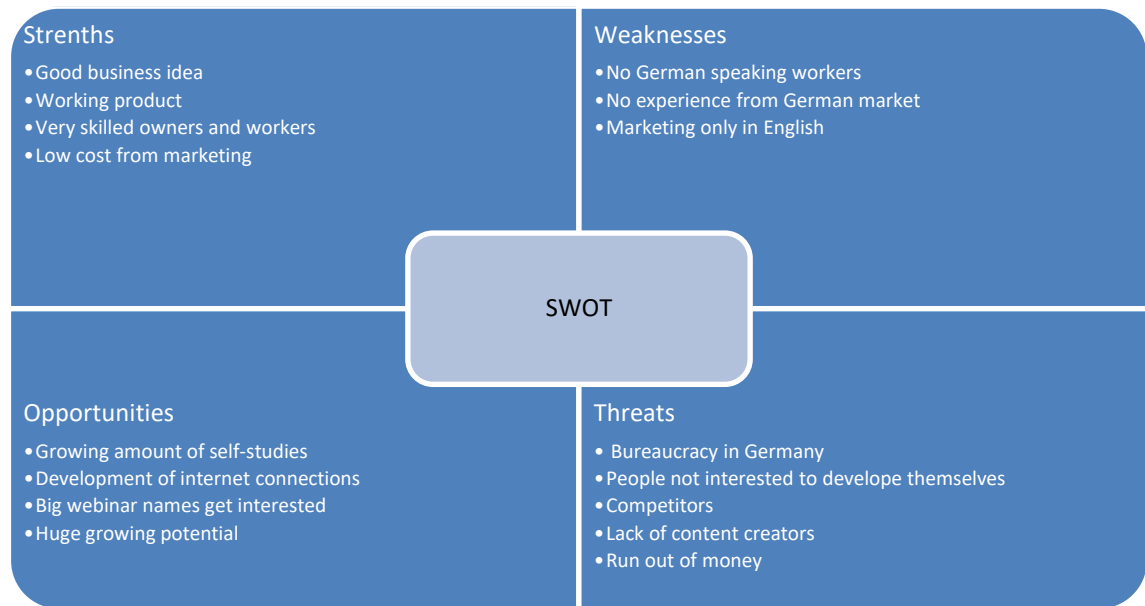 Strenths
•Good business idea
•Working product
•Very skilled owners and workers
•Low cost from marketing
Weaknesses
•No German speaking workers
•No experience from German market
•Marketing only in English
SWOT
Opportunities
•Growing amount of self-studies
•Development of internet connections
•Big webinar names get interested
•Huge growing potential
Threats
• Bureaucracy in Germany
•People not interested to develope themselves
•Competitors
•Lack of content creators
•Run out of money